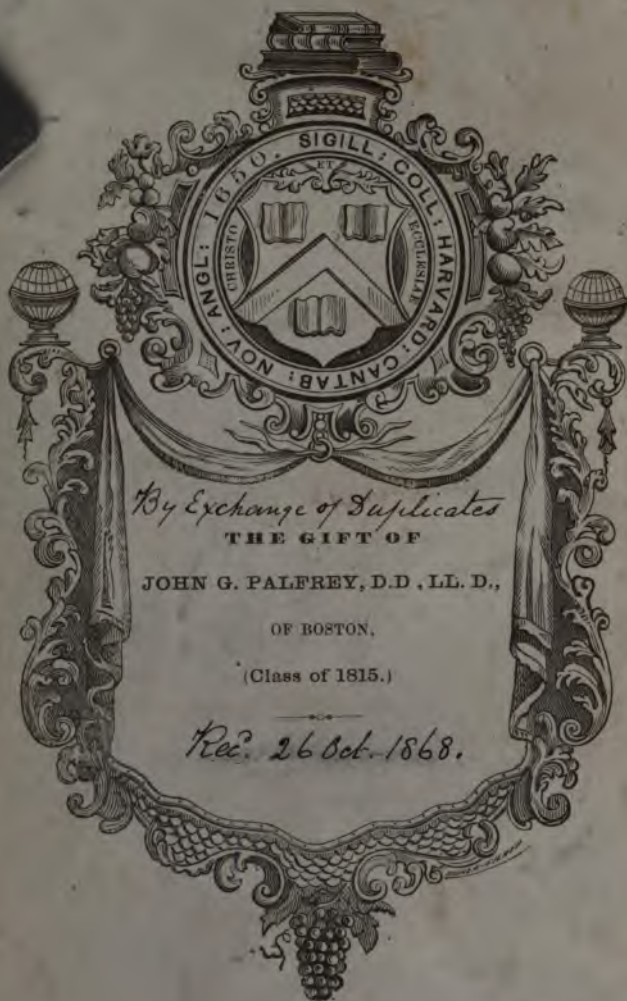 SIGILL: COLL: HARVARD: CANTAB: NOV: ANGL: 1650.
CHRISTO
ET
ECCLESIAE
By Exchange of Duplicates
THE GIFT OF
JOHN G. PALFREY, D.D., LL. D.,
OF BOSTON,
(Class of 1815.)
Rec'd. 26 Oct. 1868.